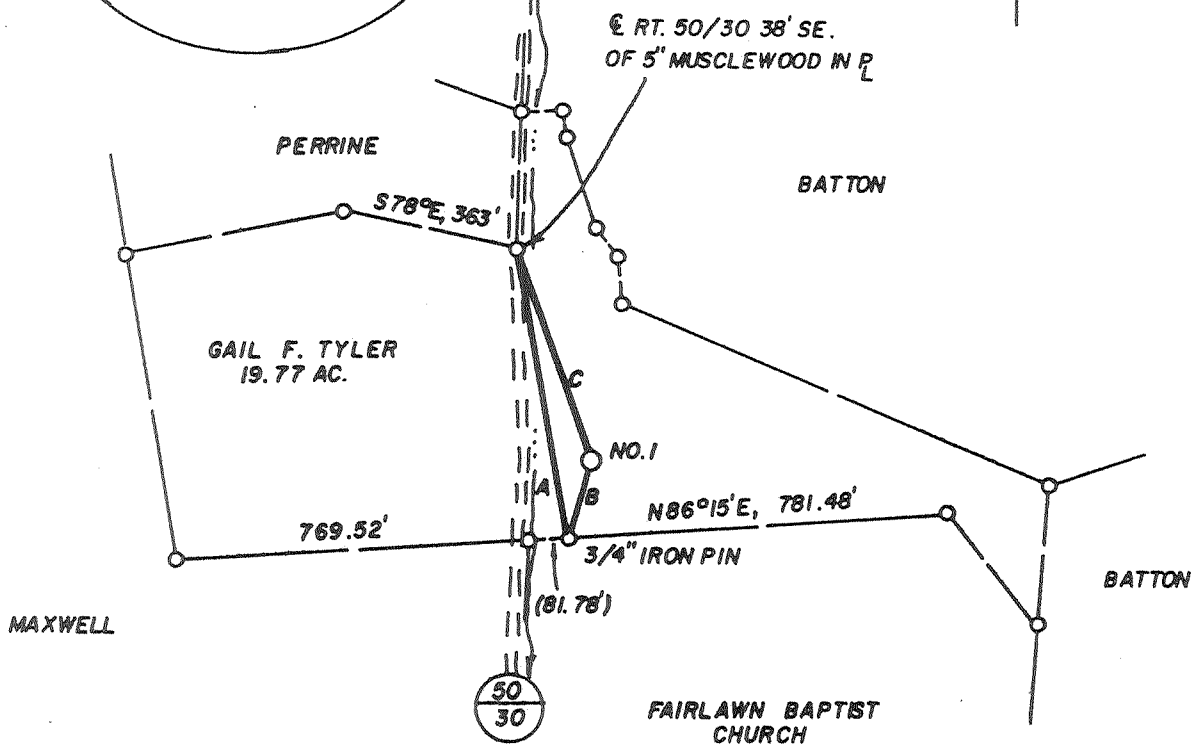 ℄ RT. 50/30 38' SE.
OF 5" MUSCLEWOOD IN ⅊
PERRINE
BATTON
S78°E, 363'
GAIL F. TYLER
19.77 AC.
C
NO. 1
A
B
N86°15'E, 781.48'
769.52'
3/4" IRON PIN
BATTON
(81.78')
MAXWELL
50
30
FAIRLAWN BAPTIST
CHURCH